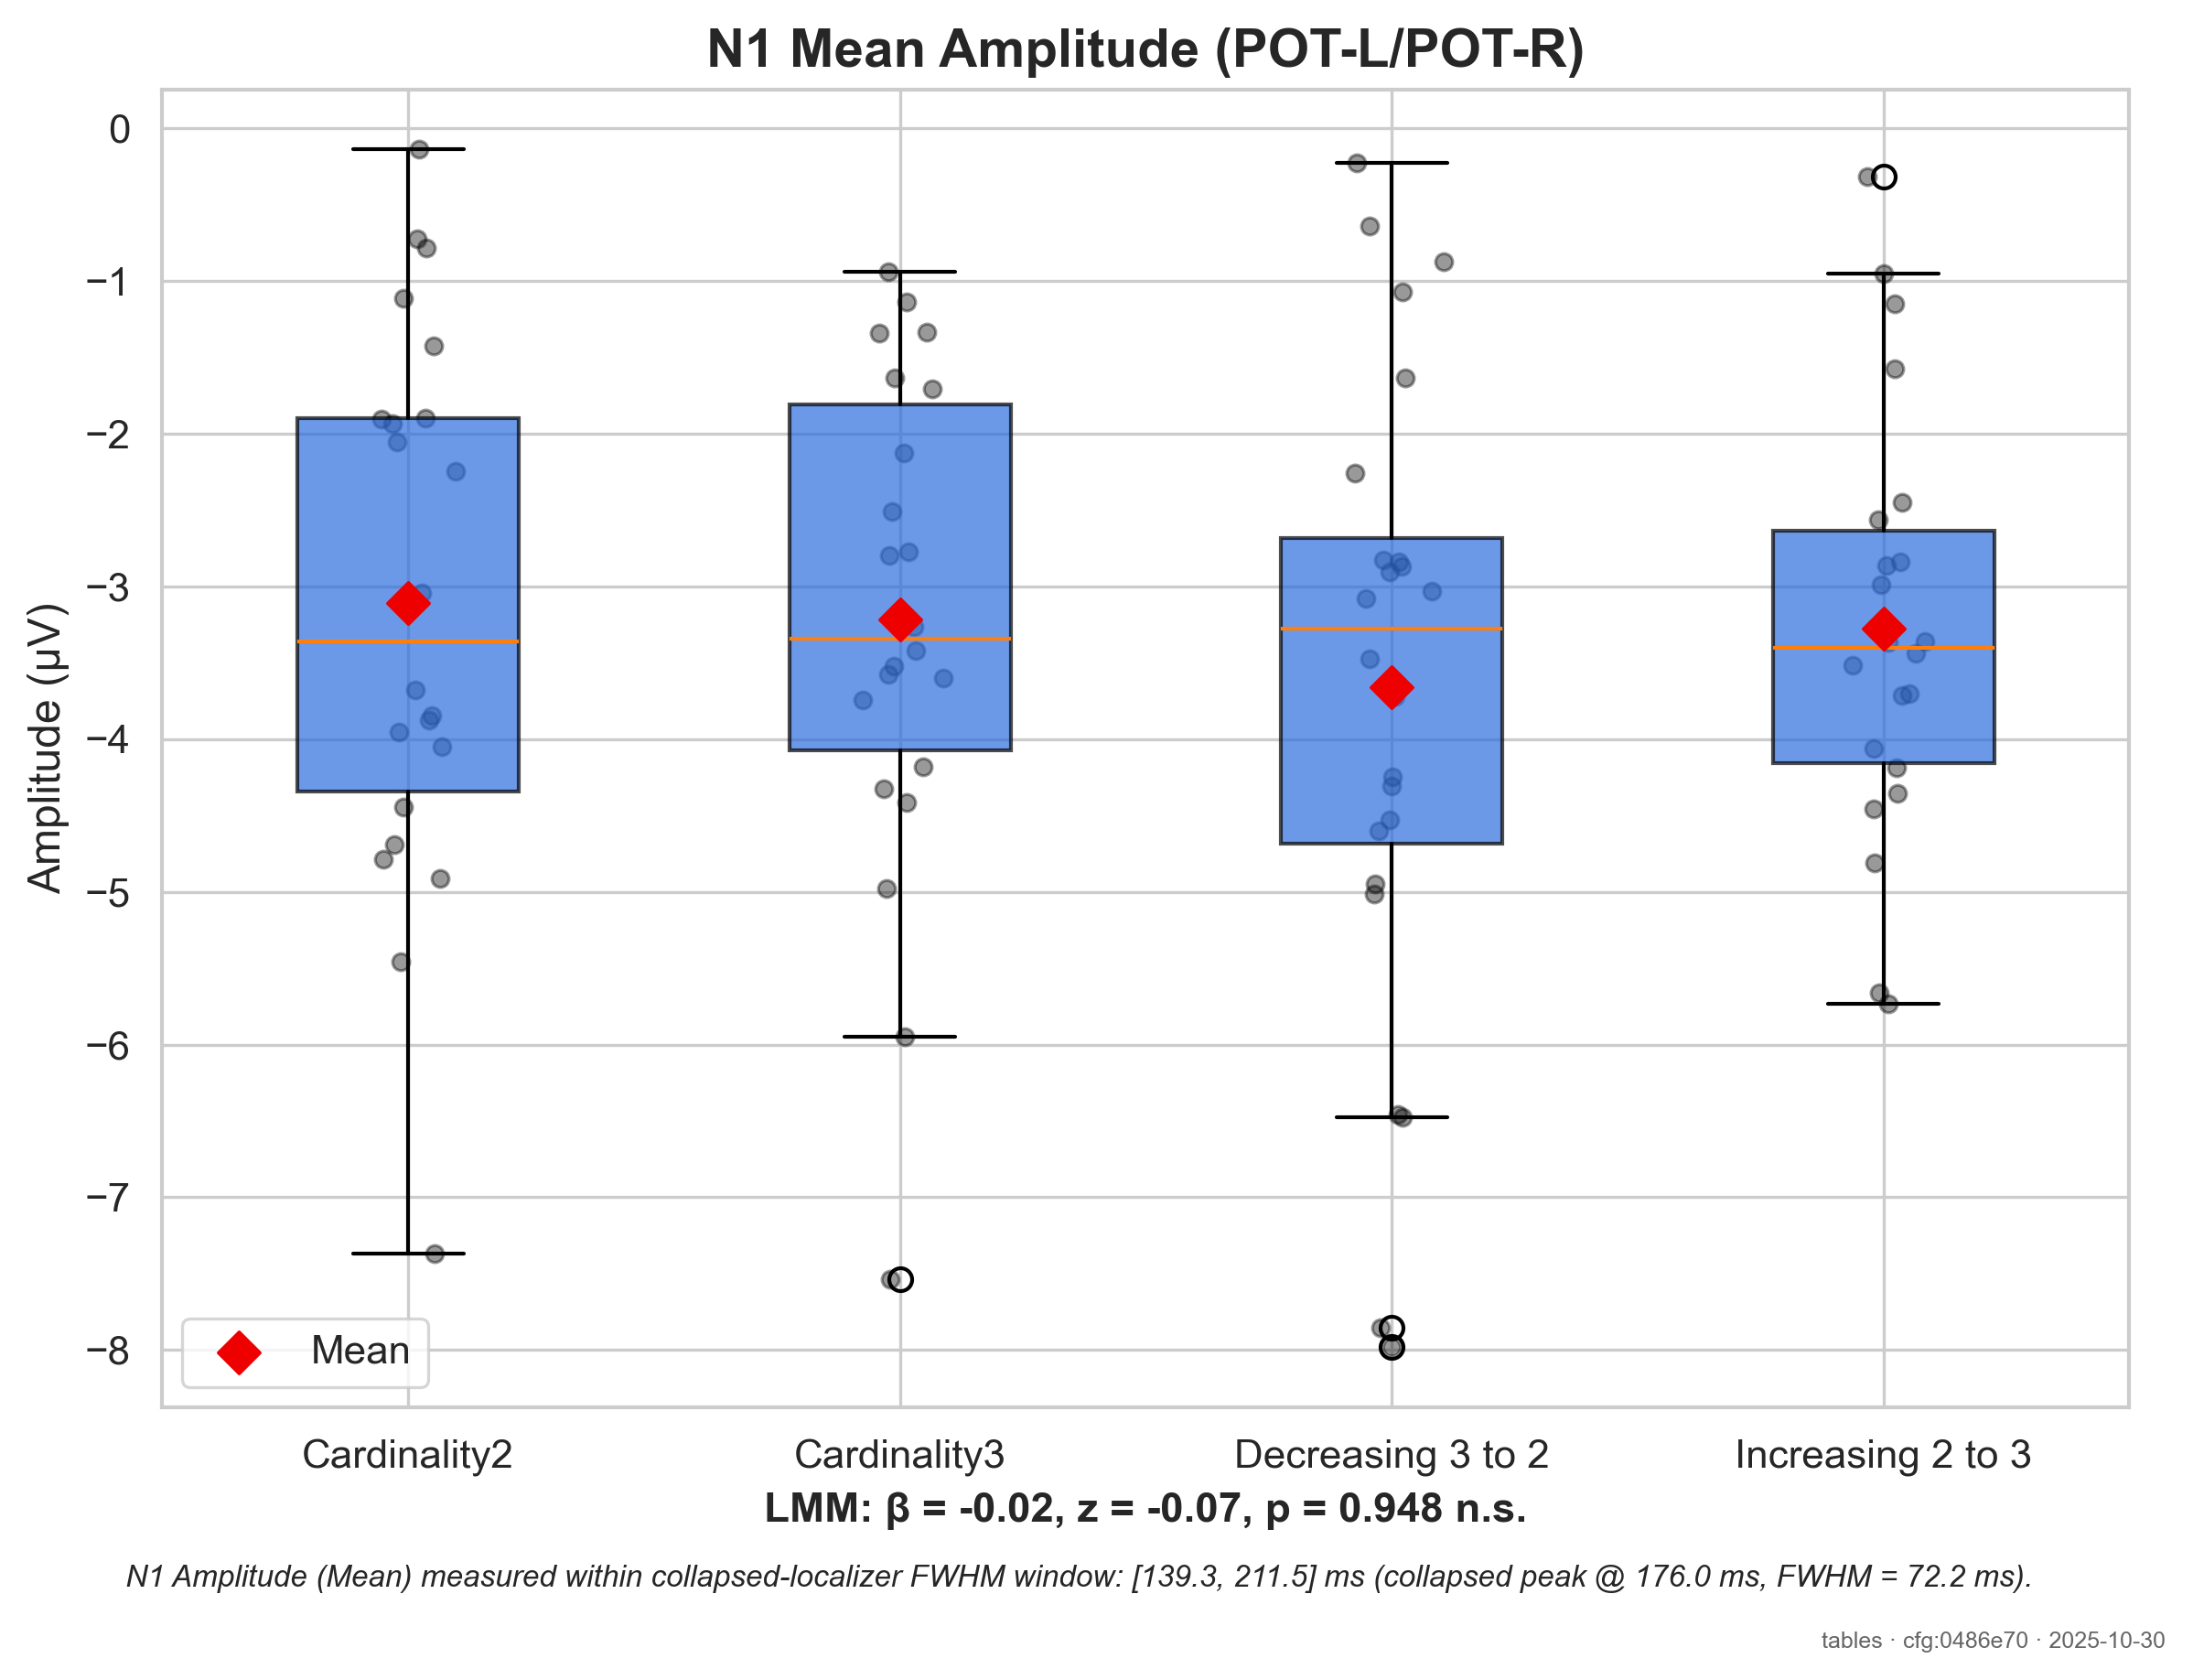 N1 Mean Amplitude (POT-L/POT-R)
Amplitude (µV)
0
−1
−2
−3
−4
−5
−6
−7
−8
Mean
Cardinality2 Cardinality3 Decreasing 3 to 2 Increasing 2 to 3
LMM: β = -0.02, z = -0.07, p = 0.948 n.s.
N1 Amplitude (Mean) measured within collapsed-localizer FWHM window: [139.3, 211.5] ms (collapsed peak @ 176.0 ms, FWHM = 72.2 ms).
tables · cfg:0486e70 · 2025-10-30